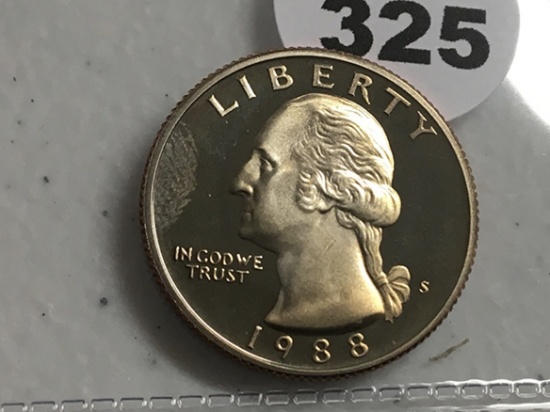 325
LIBERTY
IN GOD WE
TRUST
S
1988